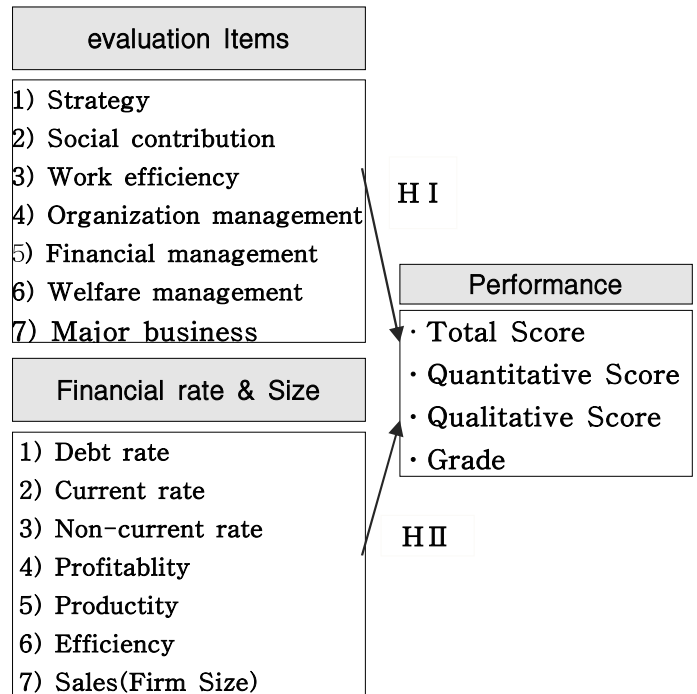 evaluation Items
1) Strategy
2) Social contribution
3) Work efficiency
4) Organization management
5) Financial management
6) Welfare management
7) Major business
H I
Performance
· Total Score
· Quantitative Score
· Qualitative Score
· Grade
Financial rate & Size
1) Debt rate
2) Current rate
3) Non-current rate
4) Profitablity
5) Productity
6) Efficiency
7) Sales(Firm Size)
H Ⅱ